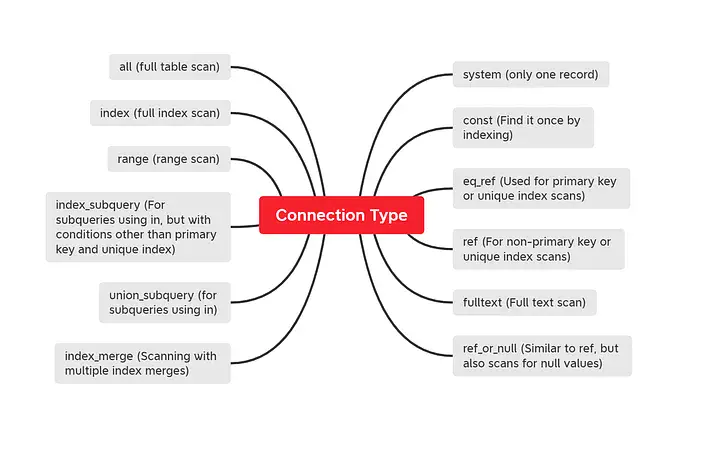 all (full table scan)
index (full index scan)
range (range scan)
index_subquery (For
subqueries using in, but with
conditions other than primary
key and unique index)
union_subquery (for
subqueries using in)
index_merge (Scanning with
multiple index merges)
Connection Type
system (only one record)
const (Find it once by
indexing)
eq_ref (Used for primary key
or unique index scans)
ref (For non-primary key or
unique index scans)
fulltext (Full text scan)
ref_or_null (Similar to ref, but
also scans for null values)